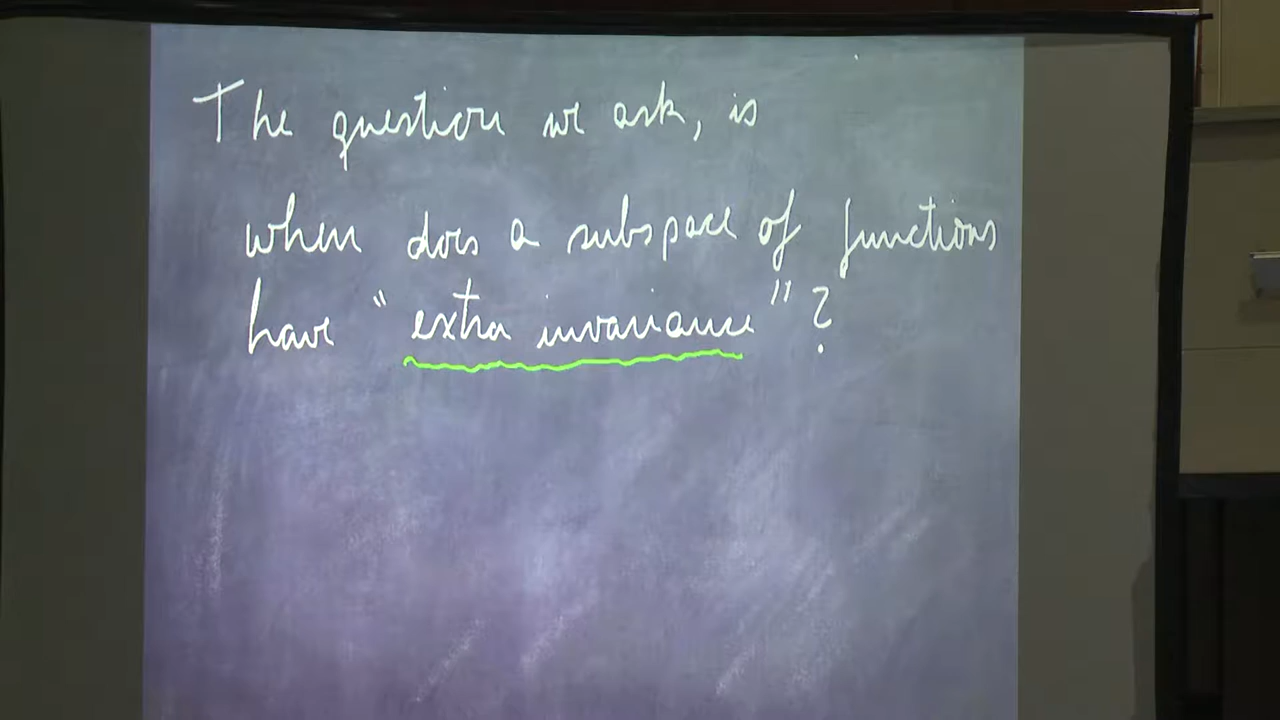 The question we ask, is
when does a subspace of functions
have "extra invariance"?